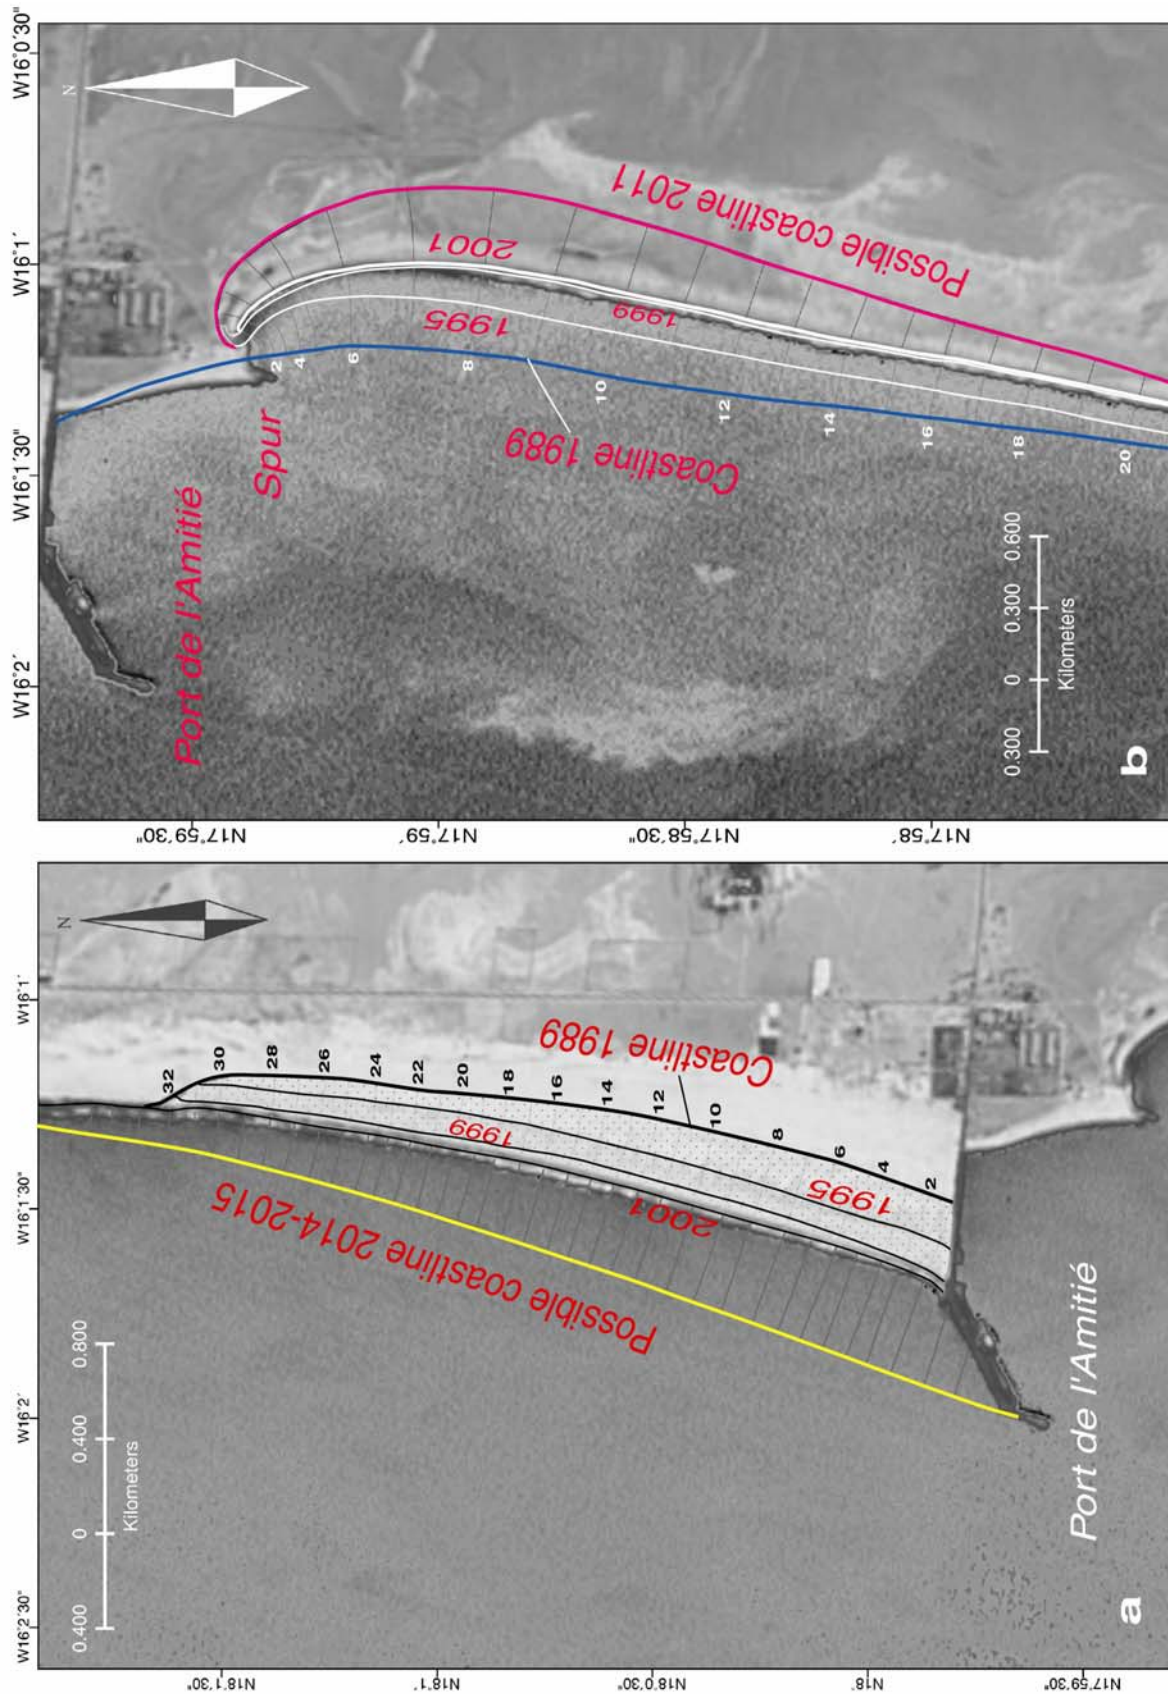 W16°2'30"
W16°2'
W16°1'30"
W16°1'
N18°1'30"
N18°1'
N18°0'30"
N18°
N17°59'30"
N
0.400
0
0.400
0.800
Kilometers
Possible coastline 2014-2015
2001
1999
1995
Coastline 1989
32
30
28
26
24
22
20
18
16
14
12
10
8
6
4
2
Port de l'Amitié
a
W16°2'
W16°1'30"
W16°1'
W16°0'30"
N17°59'30"
N17°59'
N17°58'30"
N17°58'
N
Port de l'Amitié
Spur
2
4
6
8
10
12
14
16
18
20
Coastline 1989
1995
1999
2001
Possible coastline 2011
0.300
0
0.300
0.600
Kilometers
b